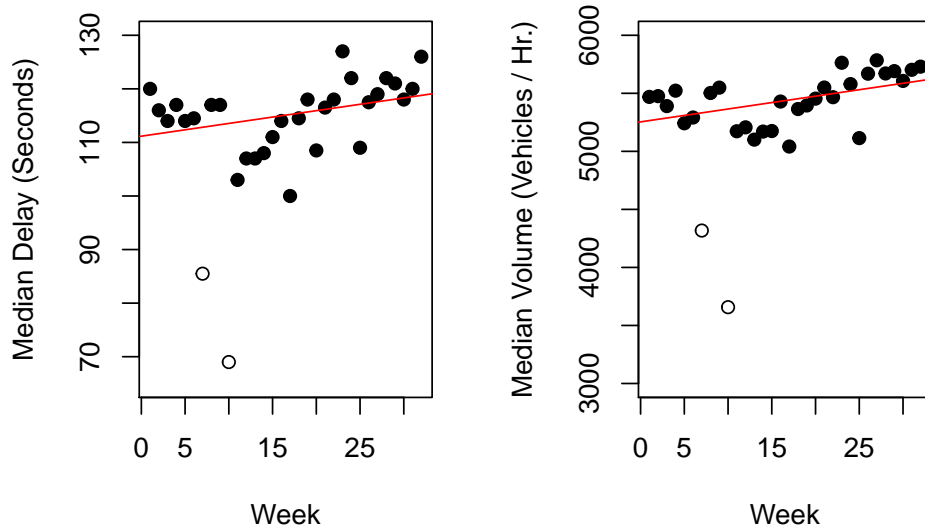 Median Delay (Seconds)
130
110
90
70
0 5 15 25
Week
Median Volume (Vehicles / Hr.)
6000
5000
4000
3000
0 5 15 25
Week